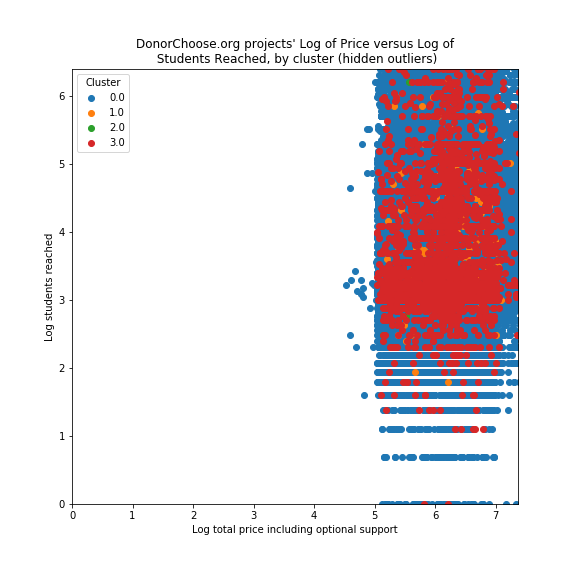 DonorChoose.org projects' Log of Price versus Log of
Students Reached, by cluster (hidden outliers)
Cluster
0.0
1.0
2.0
3.0
Log students reached
6
5
4
3
2
1
0
0 1 2 3 4 5 6 7
Log total price including optional support